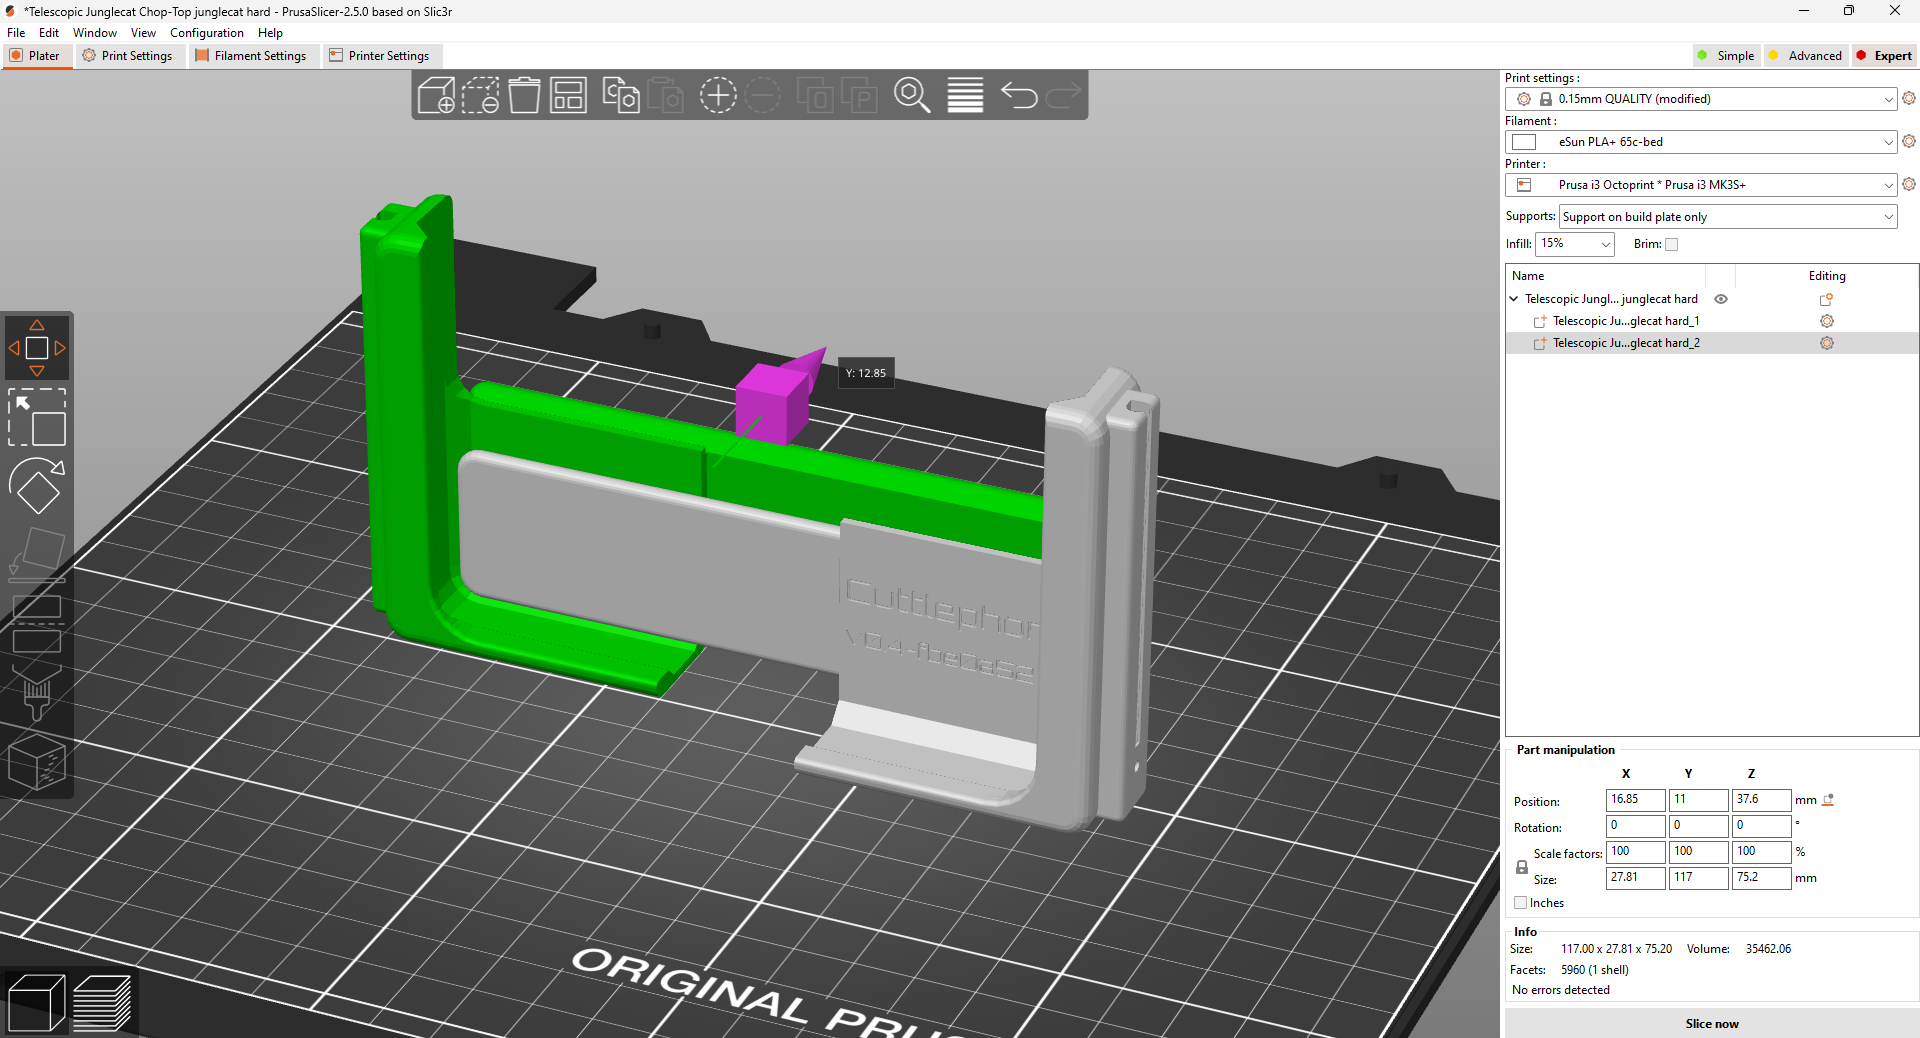 *Telescopic Junglecat Chop-Top junglecat hard - PrusaSlicer-2.5.0 based on Slic3r
File Edit Window View Configuration Help
Plater Print Settings Filament Settings Printer Settings Simple Advanced Expert
Print settings :
0.15mm QUALITY (modified)
Filament :
eSun PLA+ 65c-bed
Printer :
Prusa i3 Octoprint * Prusa i3 MK3S+
Supports: Support on build plate only
Infill: 15% Brim:
Name Editing
Telescopic Jungl... junglecat hard
Telescopic Ju...glecat hard_1
Telescopic Ju...glecat hard_2
Y: 12.85
Cuttlephon
V0.4-fbe0a52
ORIGINAL PRUS
Part manipulation
X Y Z
Position: 16.85 11 37.6 mm
Rotation: 0 0 0 °
Scale factors: 100 100 100 %
Size: 27.81 117 75.2 mm
Inches
Info
Size: 117.00 x 27.81 x 75.20 Volume: 35462.06
Facets: 5960 (1 shell)
No errors detected
Slice now